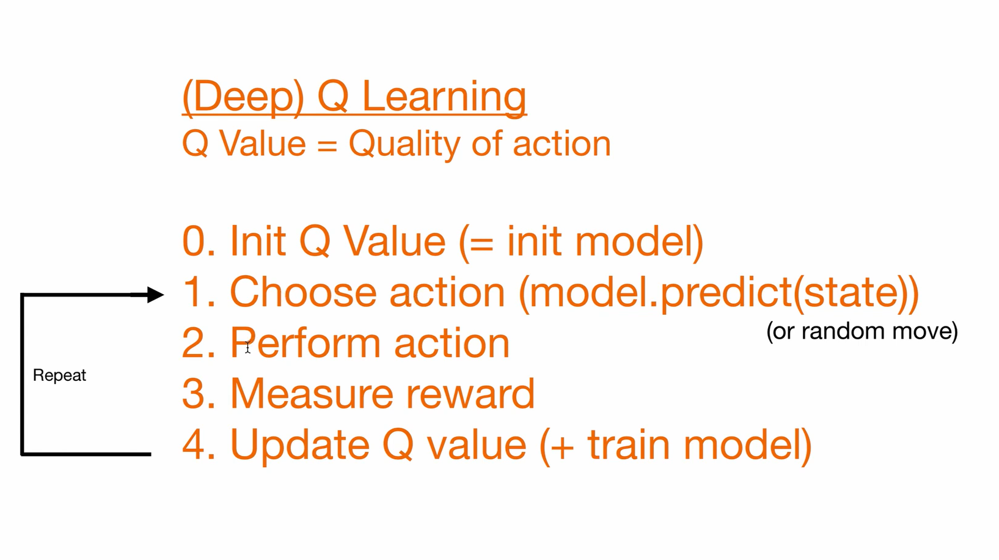 (Deep) Q Learning
Q Value = Quality of action
0. Init Q Value (= init model)
1. Choose action (model.predict(state))
(or random move)
2. Perform action
Repeat
3. Measure reward
4. Update Q value (+ train model)